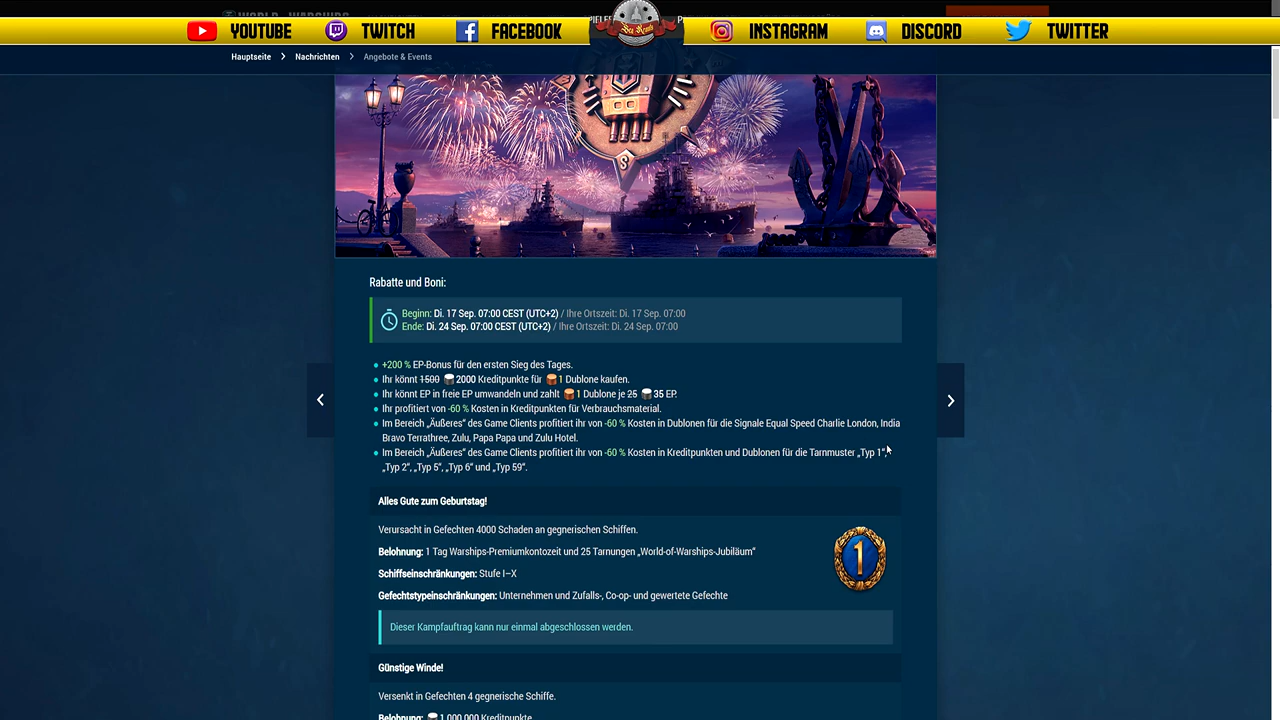 WORLD WARSHIPS
YOUTUBE TWITCH FACEBOOK Sea Rents INSTAGRAM DISCORD TWITTER
Hauptseite > Nachrichten > Angebote & Events
S
Rabatte und Boni:
Beginn: Di. 17 Sep. 07:00 CEST (UTC+2) / Ihre Ortszeit: Di. 17 Sep. 07:00
Ende: Di. 24 Sep. 07:00 CEST (UTC+2) / Ihre Ortszeit: Di. 24 Sep. 07:00
+200 % EP-Bonus für den ersten Sieg des Tages.
Ihr könnt 1500 2000 Kreditpunkte für 1 Dublone kaufen.
Ihr könnt EP in freie EP umwandeln und zahlt 1 Dublone je 25 35 EP.
Ihr profitiert von -60 % Kosten in Kreditpunkten für Verbrauchsmaterial.
Im Bereich „Äußeres“ des Game Clients profitiert ihr von -60 % Kosten in Dublonen für die Signale Equal Speed Charlie London, India
Bravo Terrathree, Zulu, Papa Papa und Zulu Hotel.
Im Bereich „Äußeres“ des Game Clients profitiert ihr von -60 % Kosten in Kreditpunkten und Dublonen für die Tarnmuster „Typ 1“,
„Typ 2“, „Typ 5“, „Typ 6“ und „Typ 59“.
Alles Gute zum Geburtstag!
Verursacht in Gefechten 4000 Schaden an gegnerischen Schiffen.
Belohnung: 1 Tag Warships-Premiumkontozeit und 25 Tarnungen „World-of-Warships-Jubiläum“
1
Schiffseinschränkungen: Stufe I–X
Gefechtstypeinschränkungen: Unternehmen und Zufalls-, Co-op- und gewertete Gefechte
Dieser Kampfauftrag kann nur einmal abgeschlossen werden.
Günstige Winde!
Versenkt in Gefechten 4 gegnerische Schiffe.
Belohnung: 1 000 000 Kreditpunkte